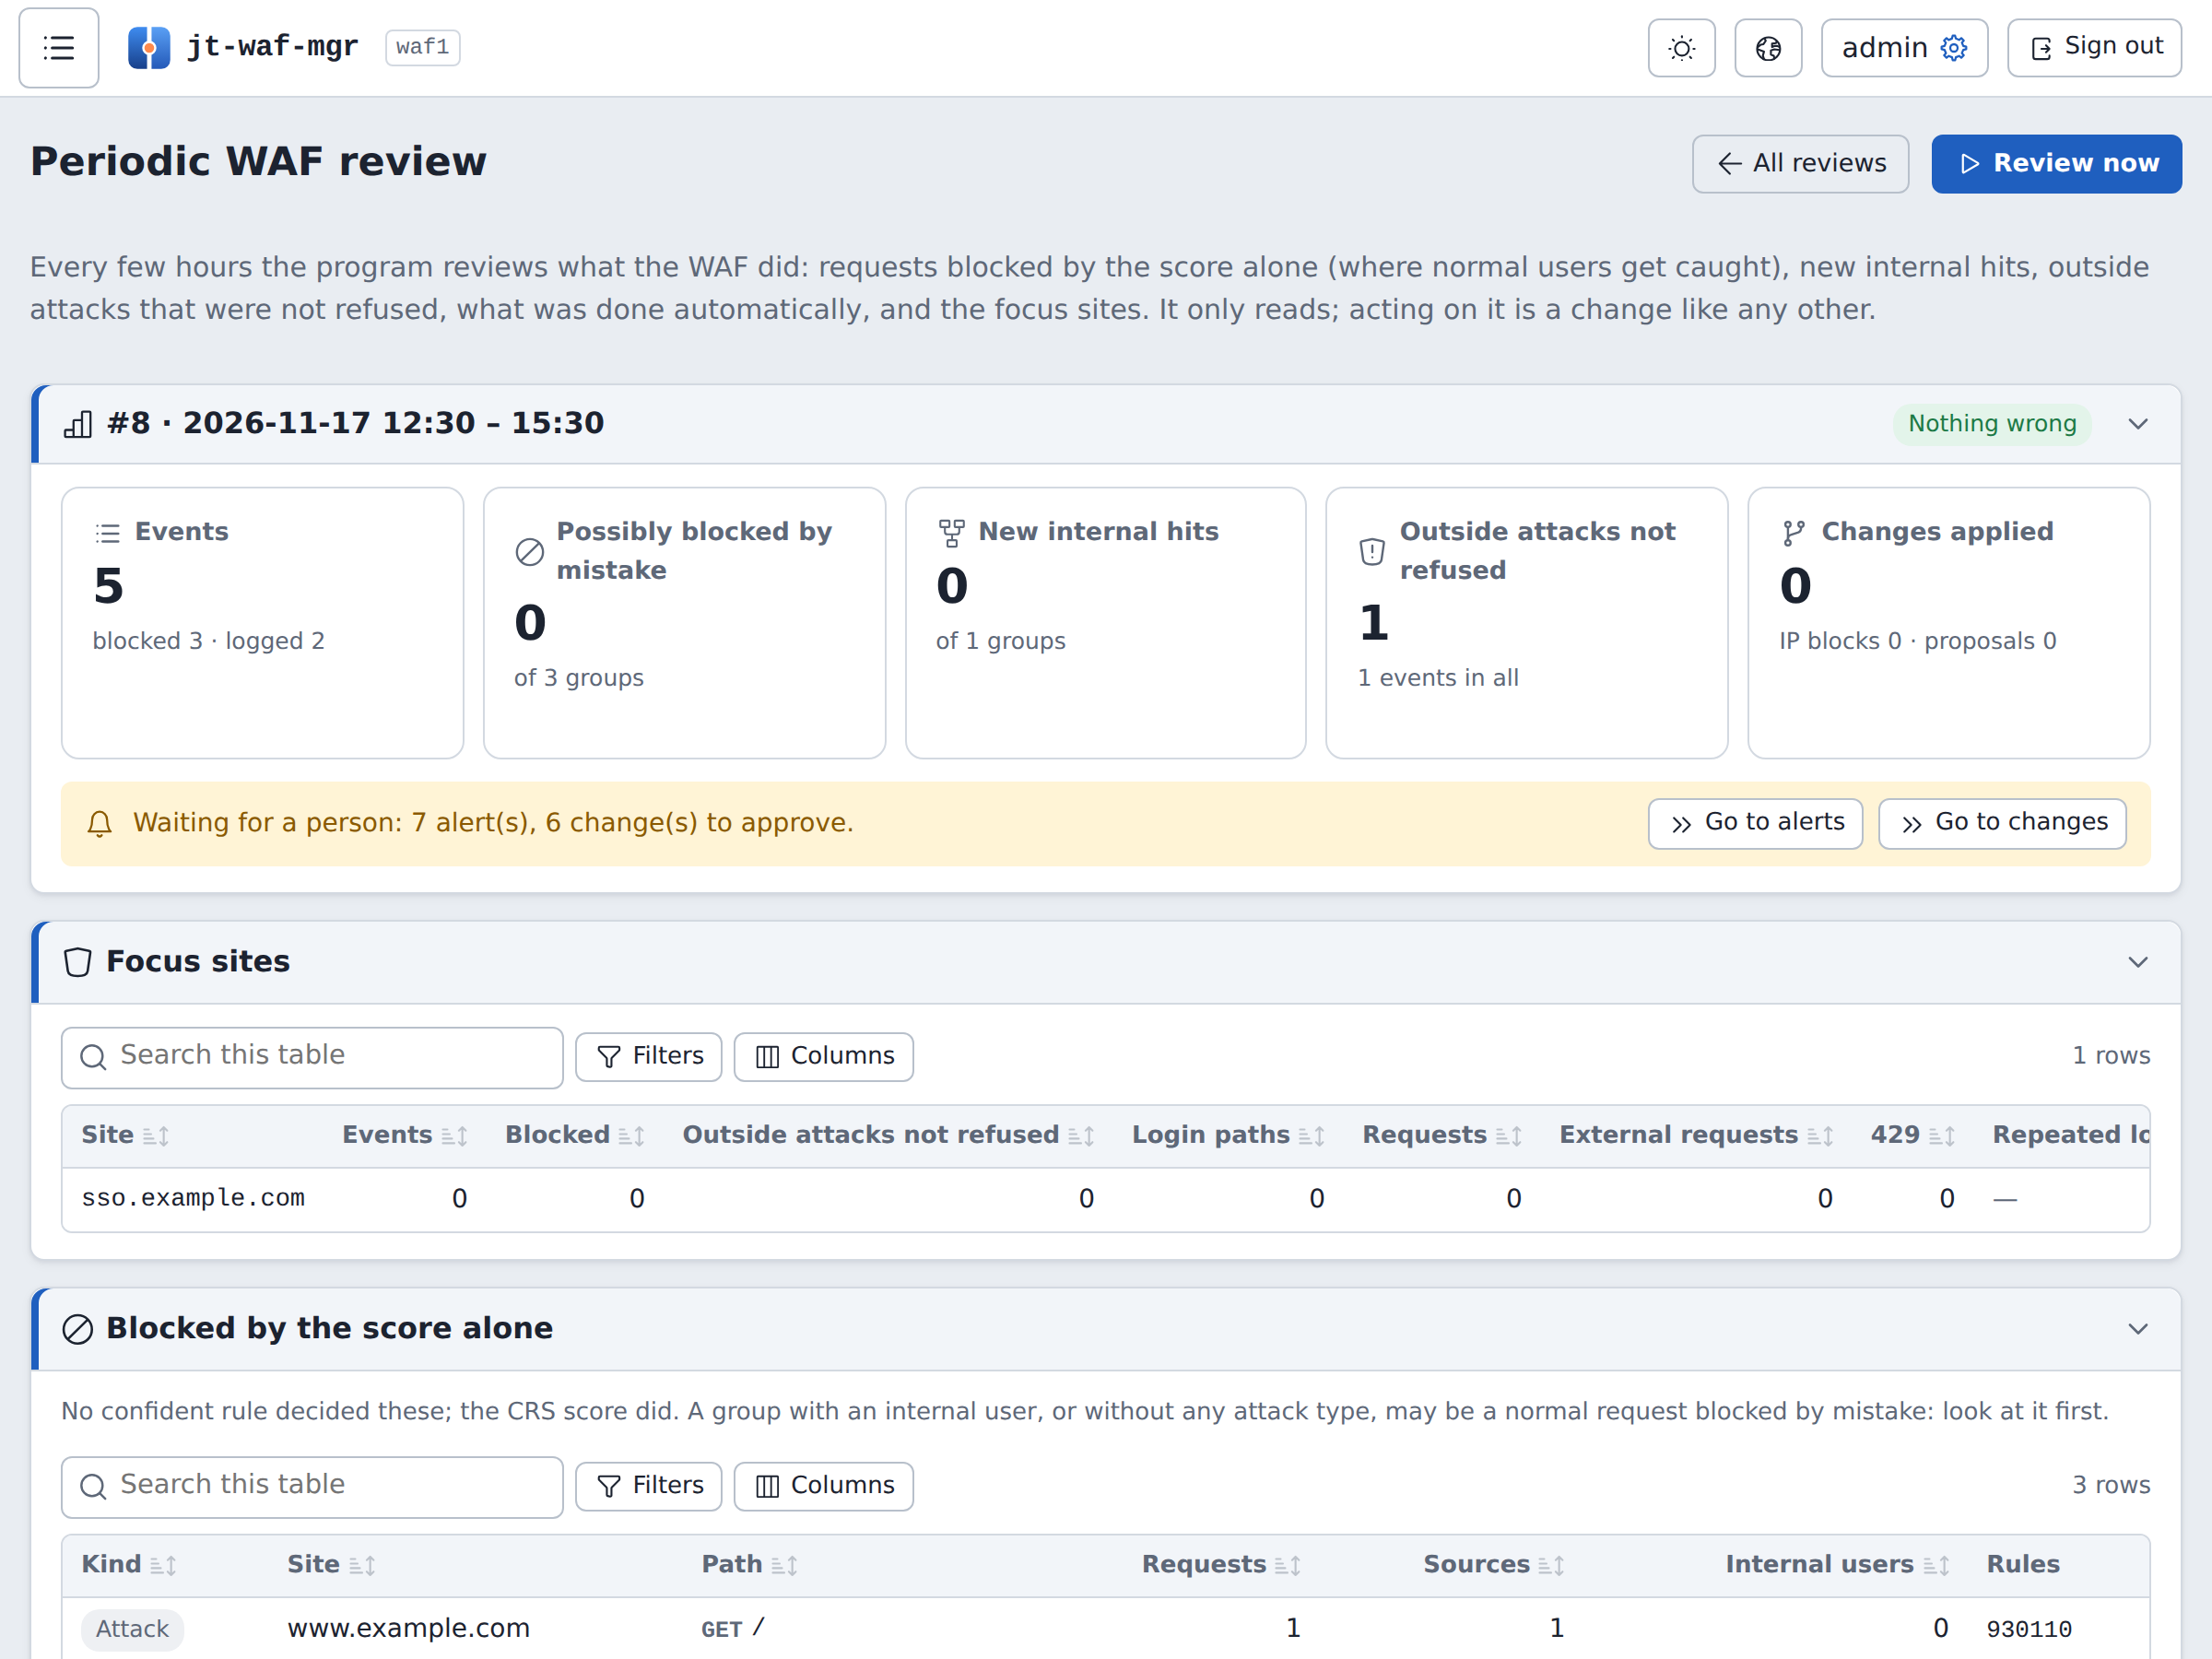 jt-waf-mgr waf1 admin Sign out
Periodic WAF review All reviews Review now
Every few hours the program reviews what the WAF did: requests blocked by the score alone (where normal users get caught), new internal hits, outside
attacks that were not refused, what was done automatically, and the focus sites. It only reads; acting on it is a change like any other.
#8 · 2026-11-17 12:30 – 15:30 Nothing wrong
Events
5
blocked 3 · logged 2
Possibly blocked by
mistake
0
of 3 groups
New internal hits
0
of 1 groups
Outside attacks not
refused
1
1 events in all
Changes applied
0
IP blocks 0 · proposals 0
Waiting for a person: 7 alert(s), 6 change(s) to approve. Go to alerts Go to changes
Focus sites
Search this table Filters Columns 1 rows
Site Events Blocked Outside attacks not refused Login paths Requests External requests 429 Repeated lo
sso.example.com 0 0 0 0 0 0 0 —
Blocked by the score alone
No confident rule decided these; the CRS score did. A group with an internal user, or without any attack type, may be a normal request blocked by mistake: look at it first.
Search this table Filters Columns 3 rows
Kind Site Path Requests Sources Internal users Rules
Attack www.example.com GET / 1 1 0 930110